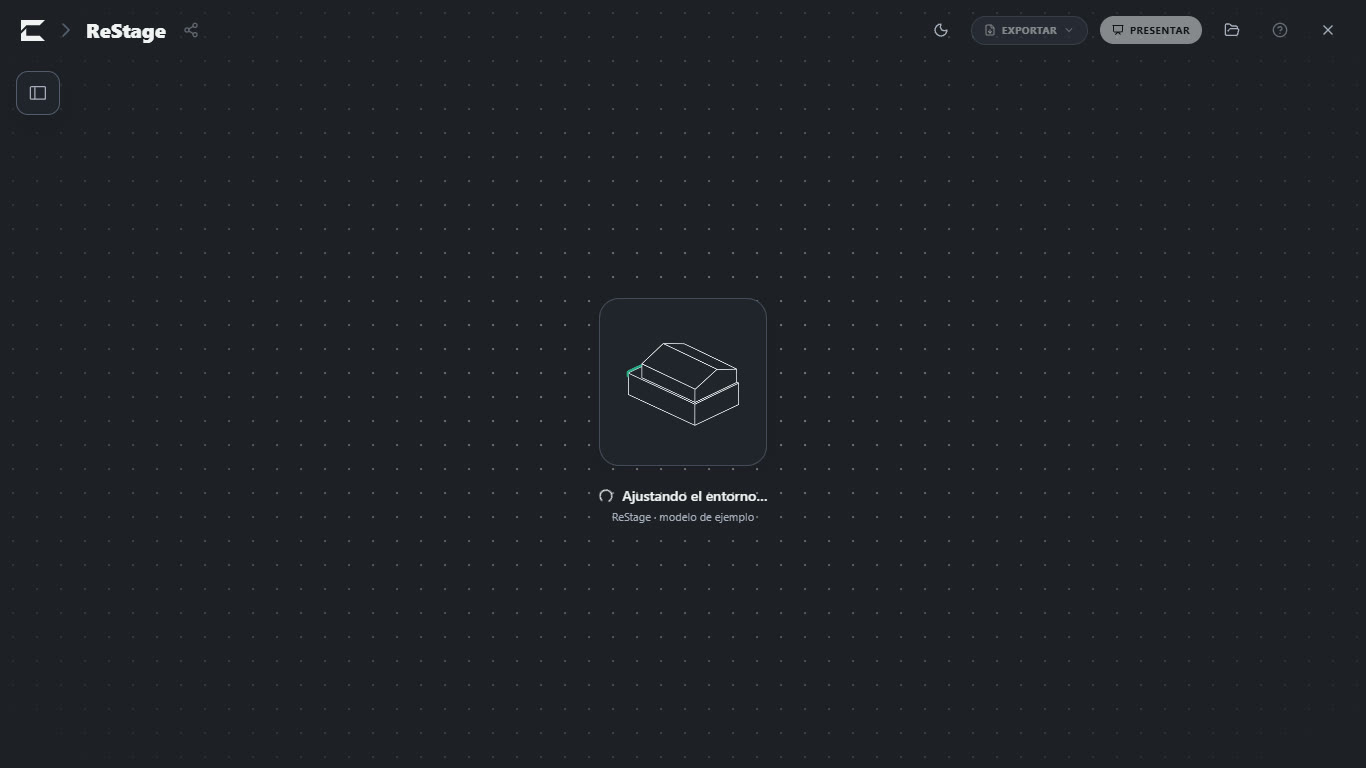 ReStage
EXPORTAR
PRESENTAR
Ajustando el entorno...
ReStage · modelo de ejemplo